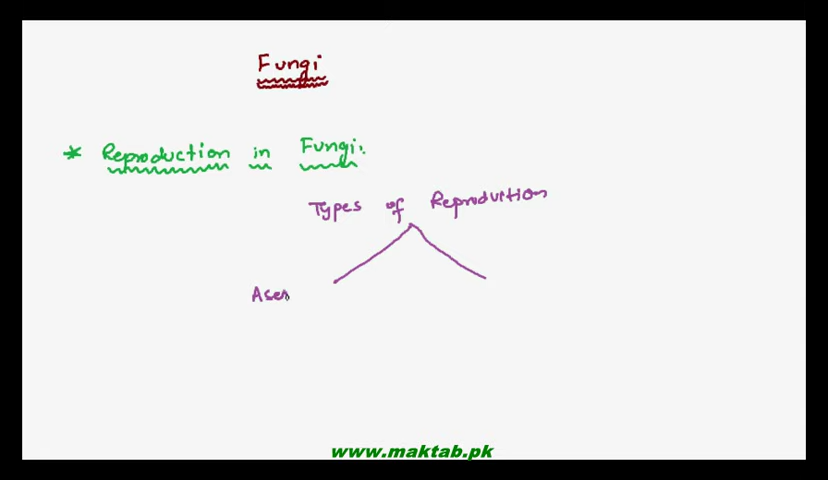 Fungi
* Reproduction in Fungi:
Types of Reproduction
Asex
www.maktab.pk